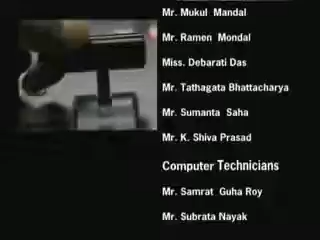 Mr. Mukul Mandal
Mr. Ramen Mondal
Miss. Debarati Das
Mr. Tathagata Bhattacharya
Mr. Sumanta Saha
Mr. K. Shiva Prasad
Computer Technicians
Mr. Samrat Guha Roy
Mr. Subrata Nayak